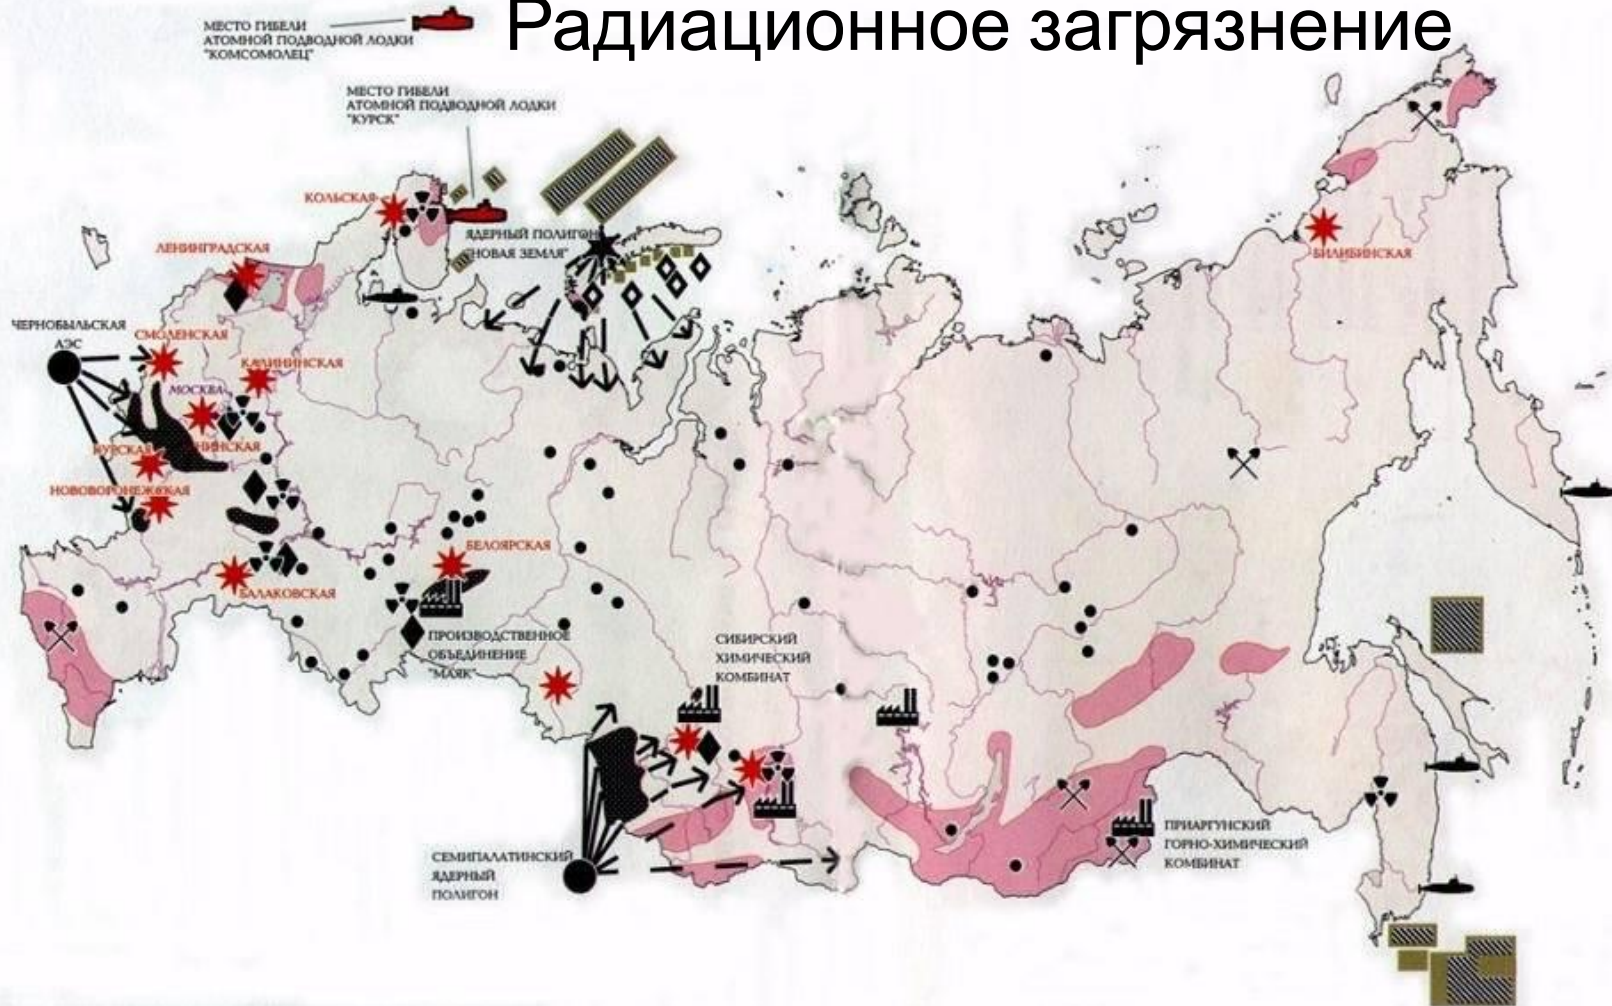 Радиационное загрязнение
МЕСТО ГИБЕЛИ
АТОМНОЙ ПОДВОДНОЙ ЛОДКИ
"КОМСОМОЛЕЦ"
МЕСТО ГИБЕЛИ
АТОМНОЙ ПОДВОДНОЙ ЛОДКИ
"КУРСК"
КОЛЬСКАЯ
ЯДЕРНЫЙ ПОЛИГОН
"НОВАЯ ЗЕМЛЯ"
ЛЕНИНГРАДСКАЯ
БИЛИБИНСКАЯ
ЧЕРНОБЫЛЬСКАЯ
АЭС
СМОЛЕНСКАЯ
КАЛИНИНСКАЯ
МОСКВА
КУРСКАЯ
НИНСКАЯ
НОВОВОРОНЕЖСКАЯ
БЕЛОЯРСКАЯ
БАЛАКОВСКАЯ
ПРОИЗВОДСТВЕННОЕ
ОБЪЕДИНЕНИЕ
"МАЯК"
СИБИРСКИЙ
ХИМИЧЕСКИЙ
КОМБИНАТ
СЕМИПАЛАТИНСКИЙ
ЯДЕРНЫЙ
ПОЛИГОН
ПРИАРГУНСКИЙ
ГОРНО-ХИМИЧЕСКИЙ
КОМБИНАТ